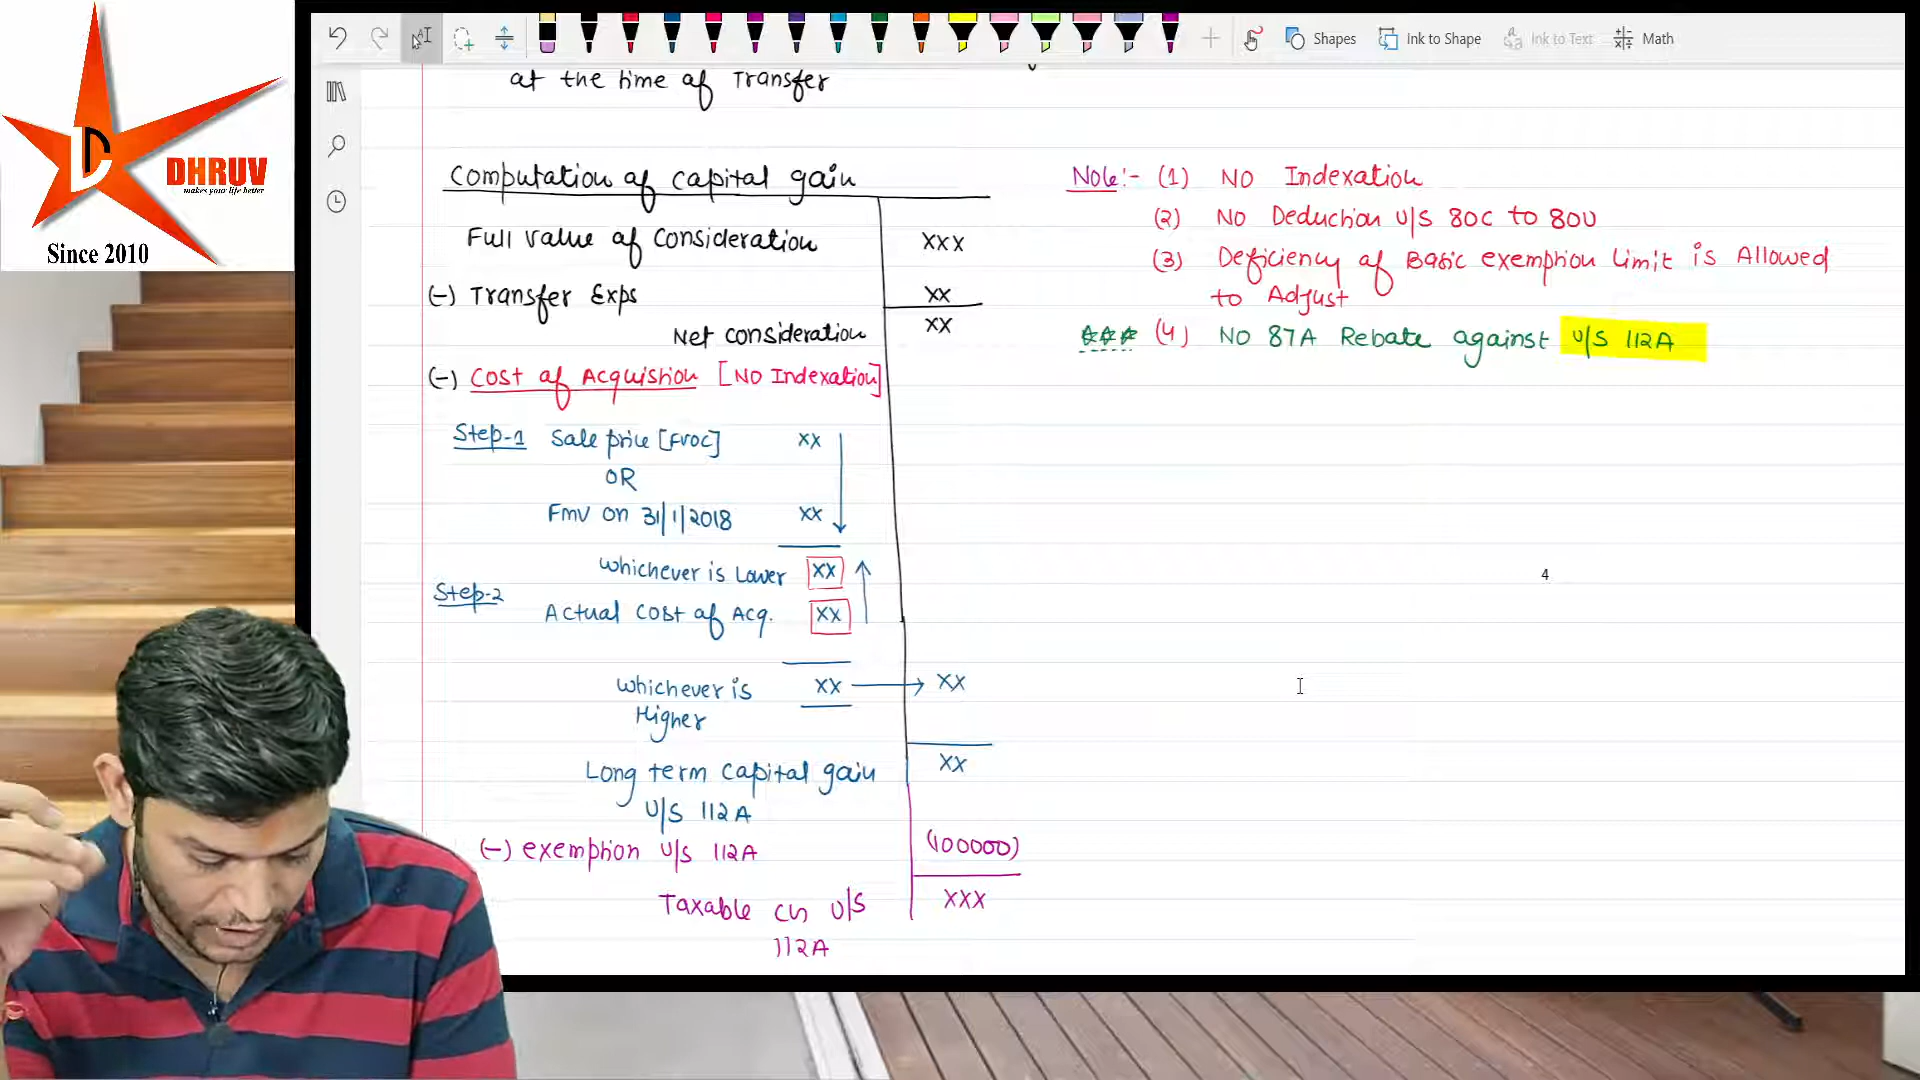 Shapes
Ink to Shape
Ink to Text
Math
at the time of Transfer
DHRUV
makes your life better
Since 2010
Computation of capital gain
Full Value of Consideration XXX
(-) Transfer Exps XX
Net consideration XX
(-) Cost of Acquistion [NO Indexation]
Step-1 Sale price [FVOC] XX
OR
Fmv on 31/1/2018 XX
whichever is Lower XX
Step-2
Actual Cost of Acq. XX
whichever is XX → XX
Higher
Long term capital gain XX
U/S 112A
(-) exemption U/S 112A (100000)
Taxable CG U/S XXX
112A
Note:- (1) NO Indexation
(2) NO Deduction U/S 80C to 80U
(3) Deficiency of Basic exemption Limit is Allowed
to Adjust
(4) NO 87A Rebate against U/S 112A
4